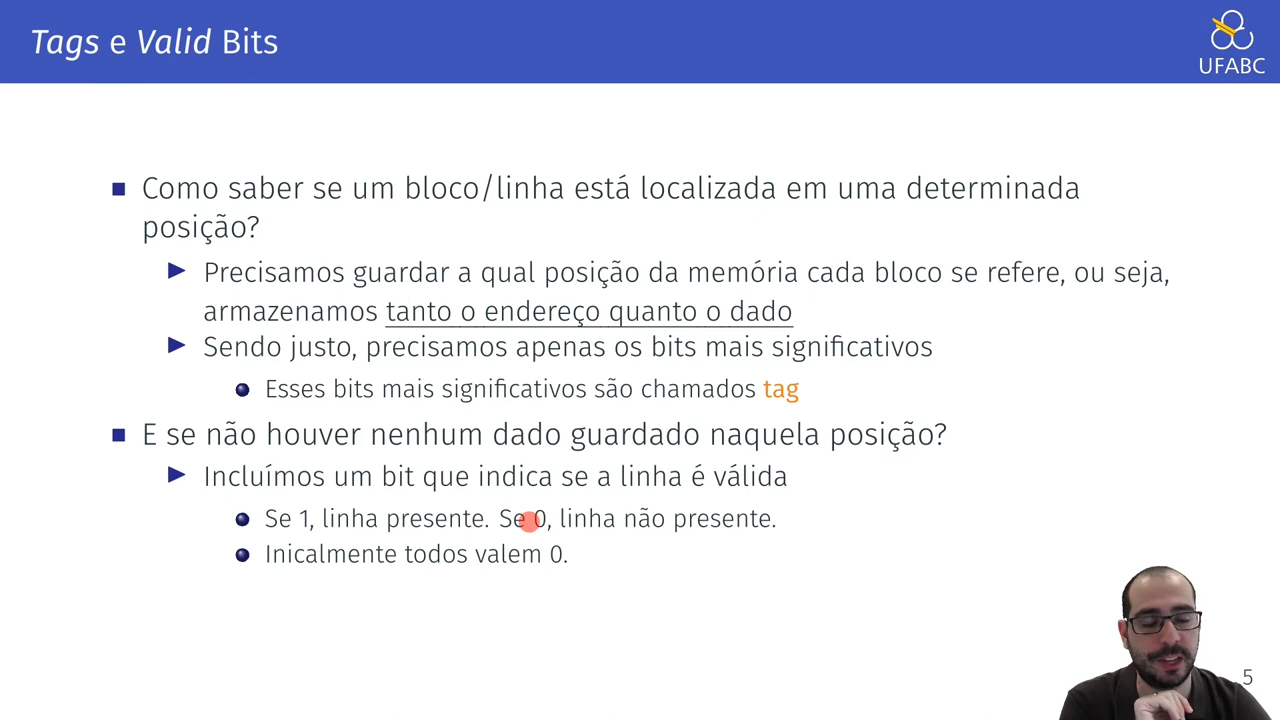 Tags e Valid Bits
UFABC
Como saber se um bloco/linha está localizada em uma determinada
posição?
Precisamos guardar a qual posição da memória cada bloco se refere, ou seja,
armazenamos tanto o endereço quanto o dado
Sendo justo, precisamos apenas os bits mais significativos
Esses bits mais significativos são chamados tag
E se não houver nenhum dado guardado naquela posição?
Incluímos um bit que indica se a linha é válida
Se 1, linha presente. Se 0, linha não presente.
Inicalmente todos valem 0.
5